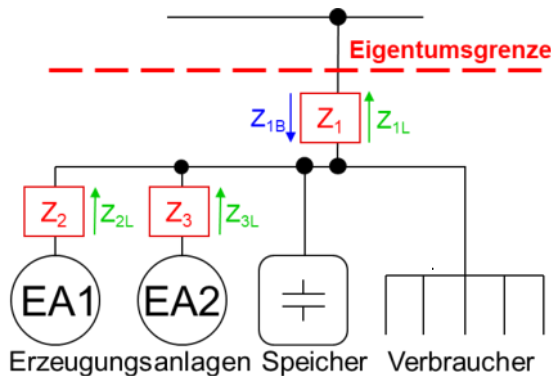 Eigentumsgrenze
Z1B Z1 Z1L
Z2 Z2L Z3 Z3L
EA1 EA2
Erzeugungsanlagen Speicher Verbraucher